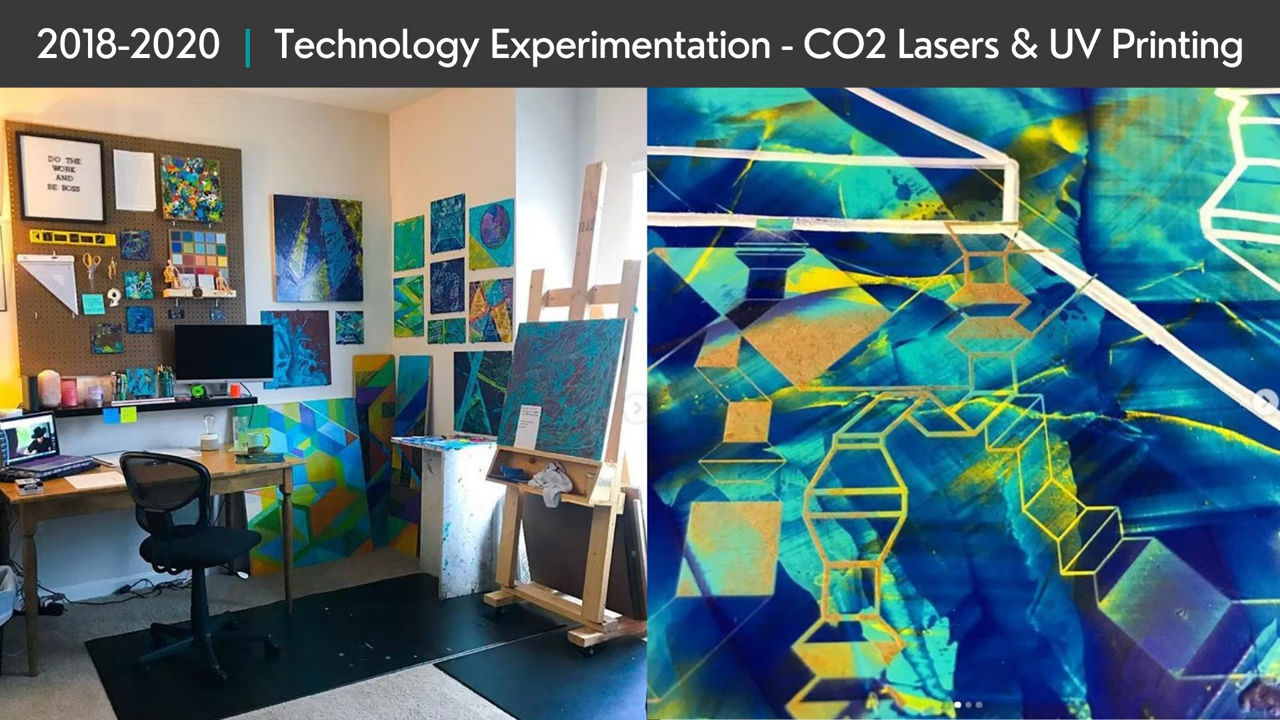 2018-2020 | Technology Experimentation - CO2 Lasers & UV Printing
DO THE
WORK
AND
BE BOSS